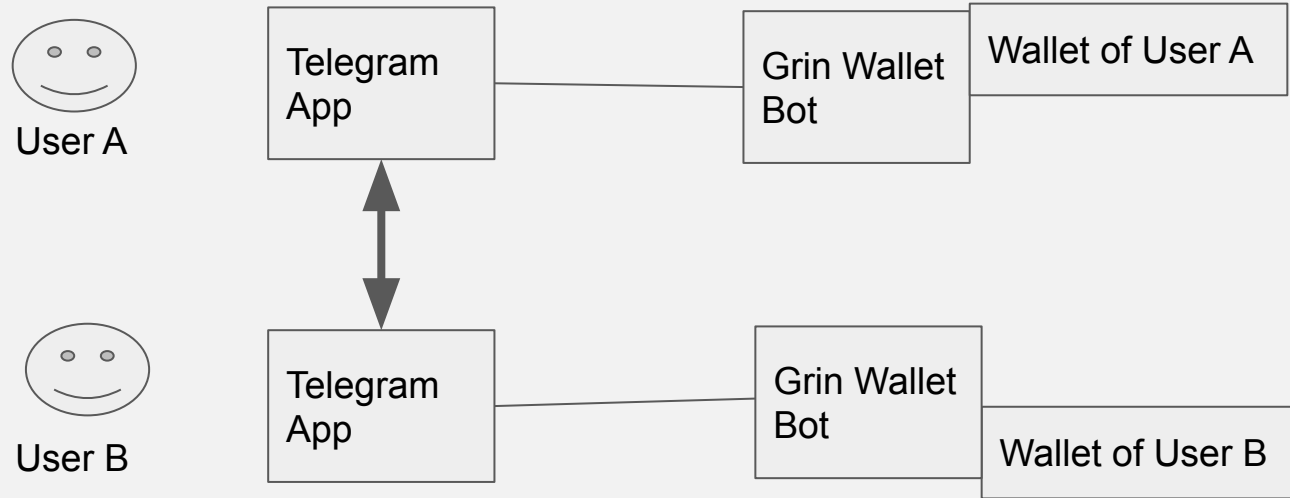 User A
Telegram
App
Grin Wallet
Bot
Wallet of User A
User B
Telegram
App
Grin Wallet
Bot
Wallet of User B